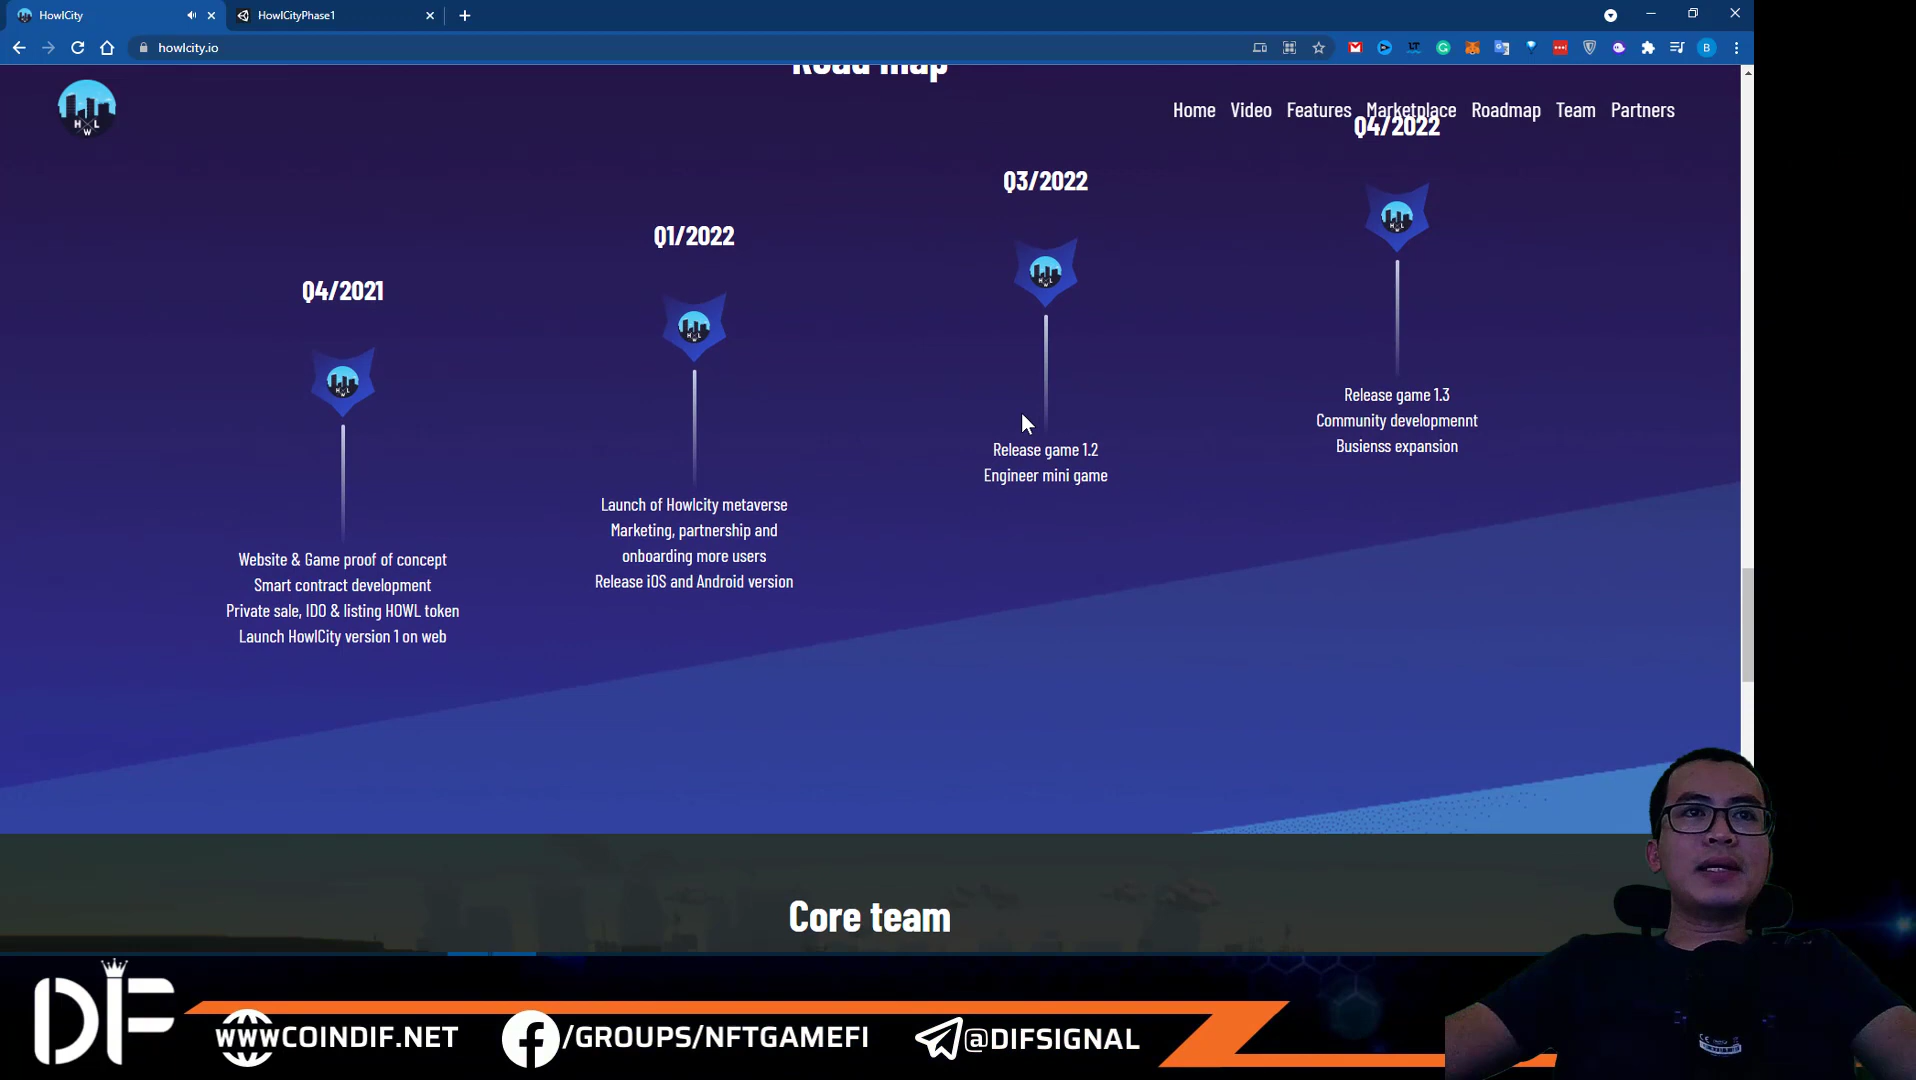 HowlCity
HowlCityPhase1
howlcity.io
B
Road map
HOWL
Home Video Features Marketplace Roadmap Team Partners
Q4/2022
Q3/2022
Q1/2022
Q4/2021
Release game 1.3
Community developmennt
Busienss expansion
Release game 1.2
Engineer mini game
Launch of Howlcity metaverse
Marketing, partnership and
onboarding more users
Release iOS and Android version
Website & Game proof of concept
Smart contract development
Private sale, IDO & listing HOWL token
Launch HowlCity version 1 on web
Core team
DIF
WWWCOINDIF.NET
/GROUPS/NFTGAMEFI
@DIFSIGNAL